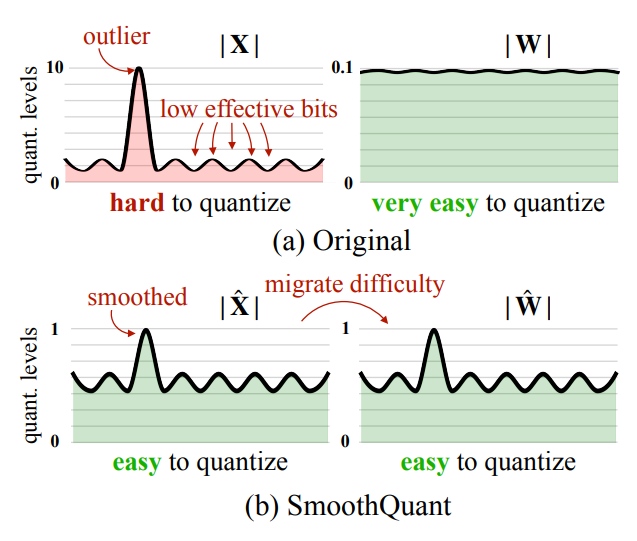 outlier
|X|
|W|
10
0.1
quant. levels
low effective bits
0
0
hard to quantize
very easy to quantize
(a) Original
smoothed
|X̂|
migrate difficulty
|Ŵ|
1
1
quant. levels
0
0
easy to quantize
easy to quantize
(b) SmoothQuant